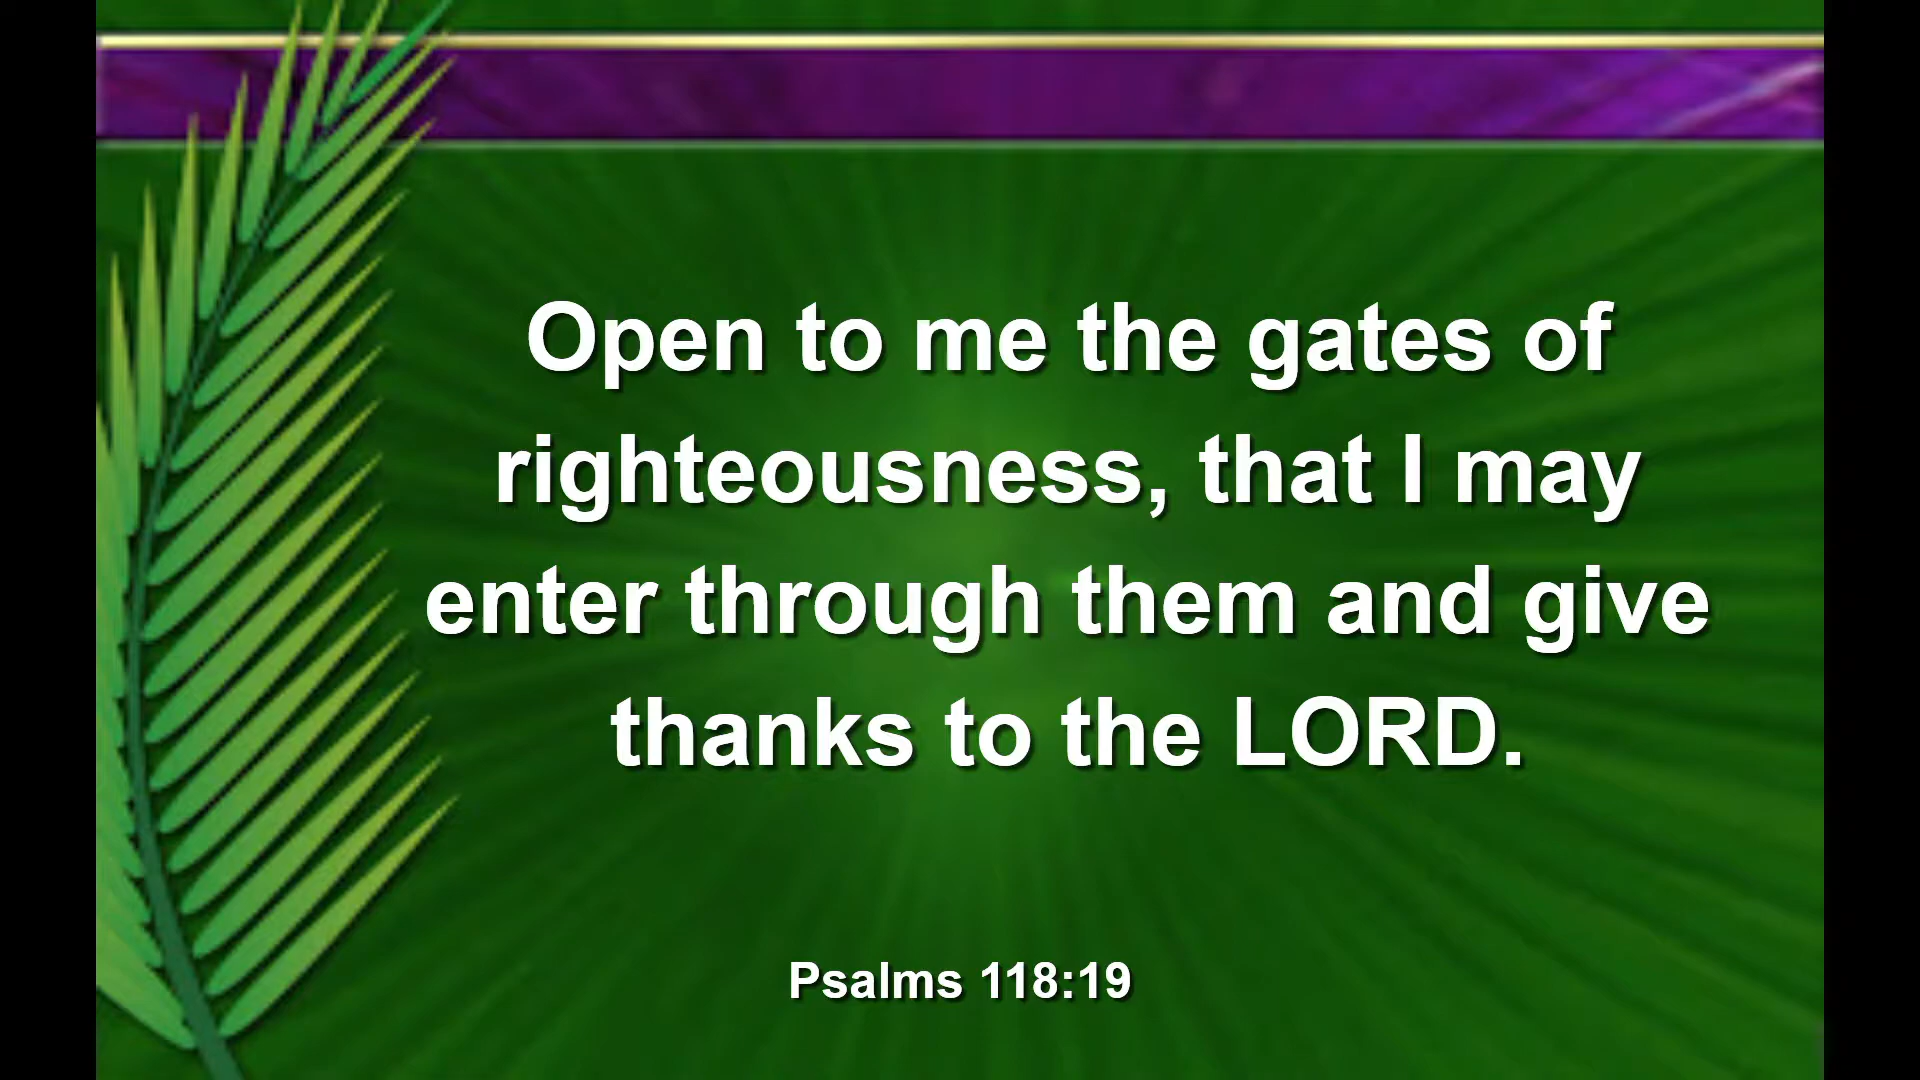 Open to me the gates of
righteousness, that I may
enter through them and give
thanks to the LORD.
Psalms 118:19